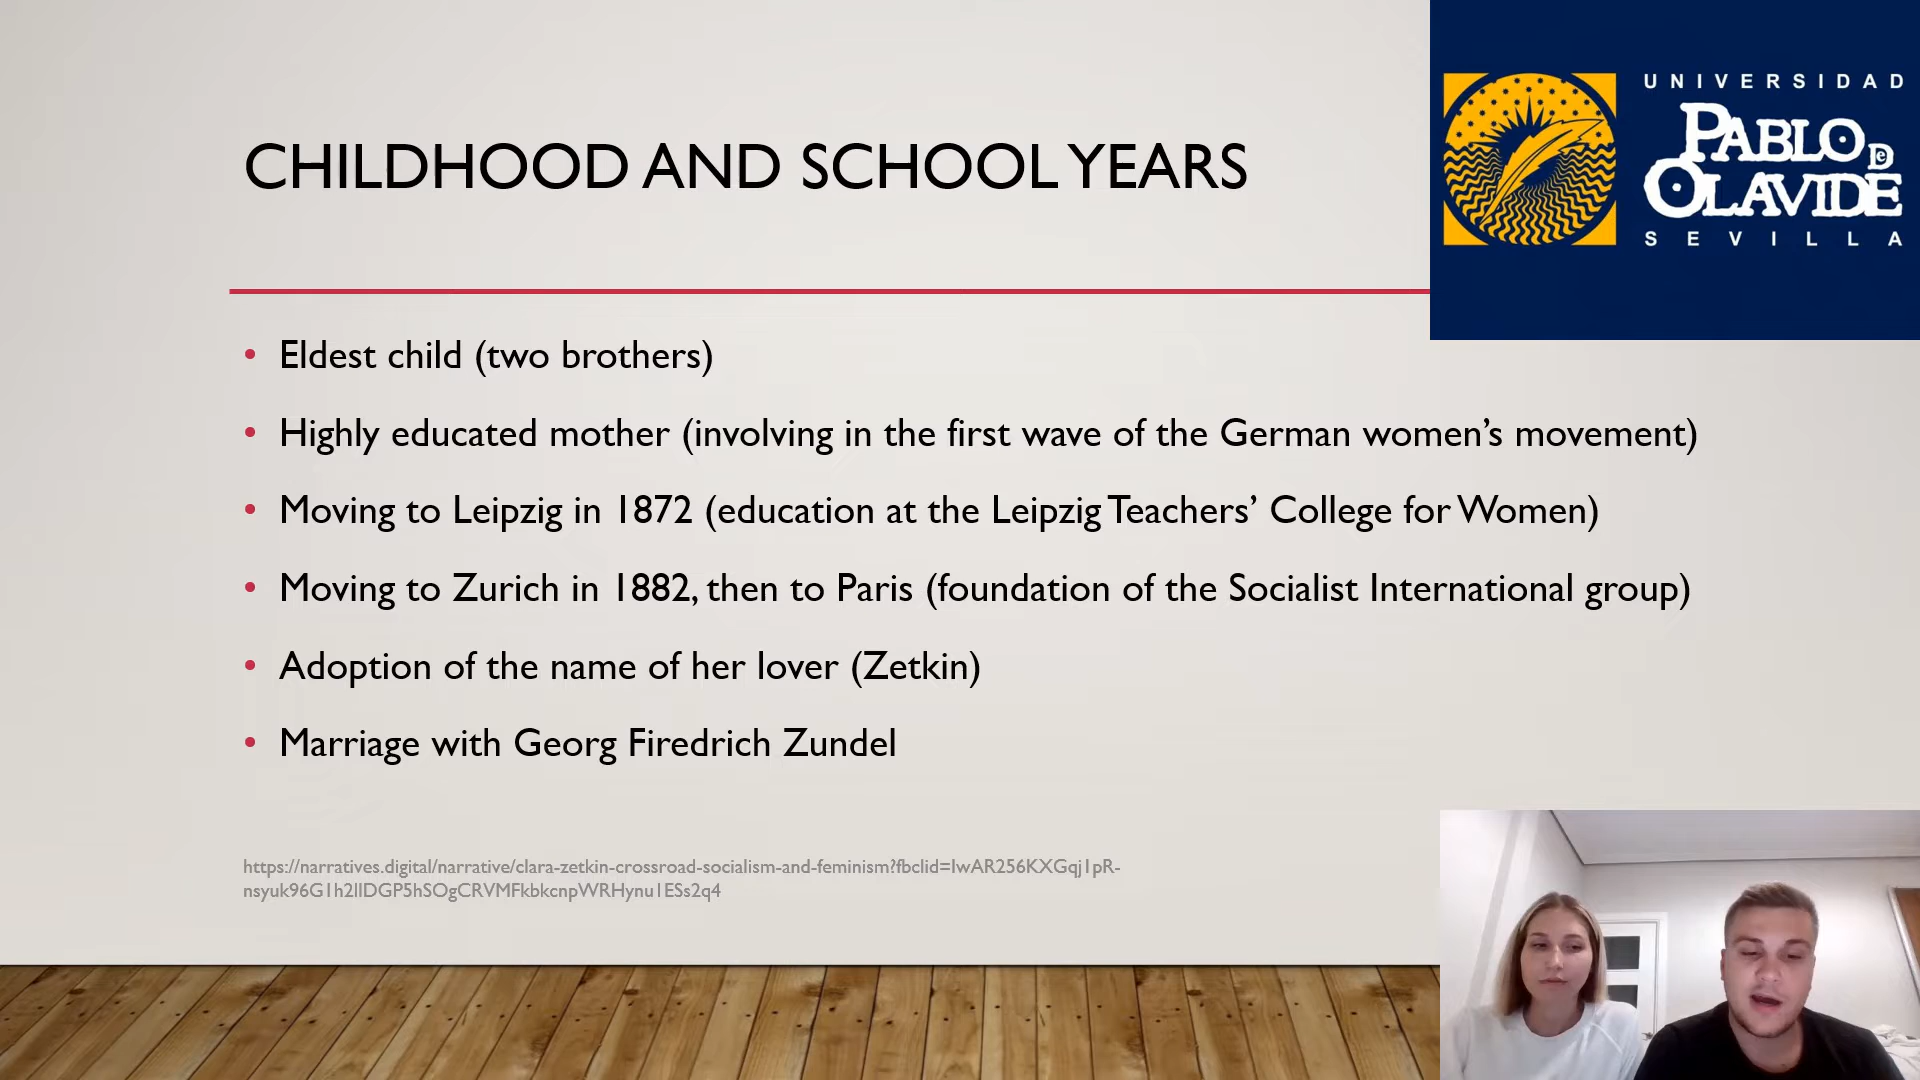 CHILDHOOD AND SCHOOL YEARS
UNIVERSIDAD
PABLO DE
OLAVIDE
SEVILLA
• Eldest child (two brothers)
• Highly educated mother (involving in the first wave of the German women’s movement)
• Moving to Leipzig in 1872 (education at the Leipzig Teachers’ College for Women)
• Moving to Zurich in 1882, then to Paris (foundation of the Socialist International group)
• Adoption of the name of her lover (Zetkin)
• Marriage with Georg Firedrich Zundel
https://narratives.digital/narrative/clara-zetkin-crossroad-socialism-and-feminism?fbclid=IwAR256KXGqj1pR-
nsyuk96G1h2lIDGP5hSOgCRVMFkbkcnpWRHynu1ESs2q4